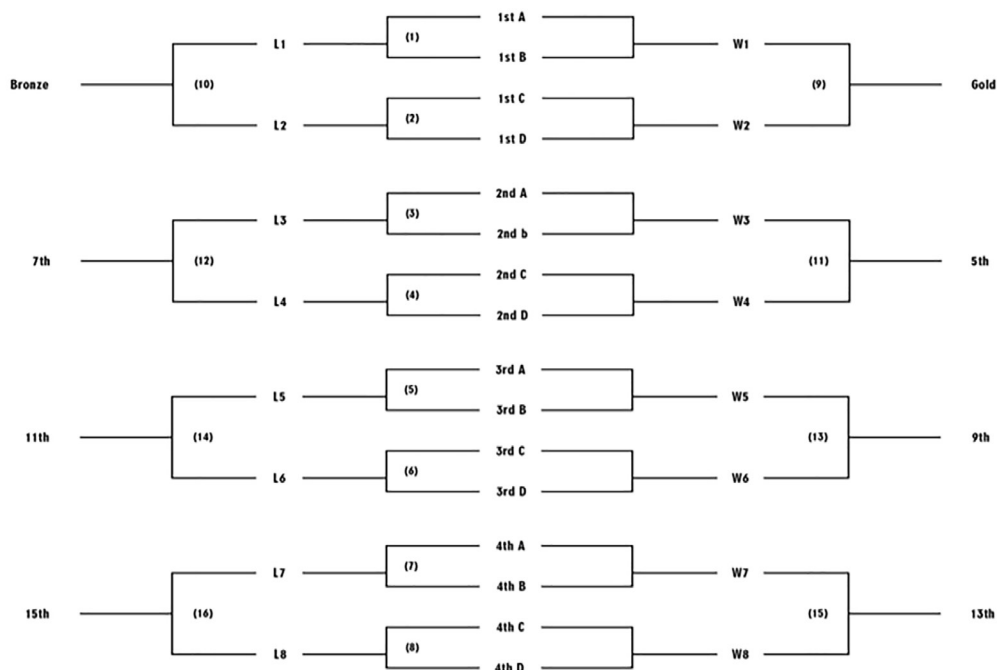 1st A
L1 (1) W1
1st B
Bronze (10) (9) Gold
1st C
L2 (2) W2
1st D
2nd A
L3 (3) W3
2nd b
7th (12) (11) 5th
2nd C
L4 (4) W4
2nd D
3rd A
L5 (5) W5
3rd B
11th (14) (13) 9th
3rd C
L6 (6) W6
3rd D
4th A
L7 (7) W7
4th B
15th (16) (15) 13th
4th C
L8 (8) W8
4th D